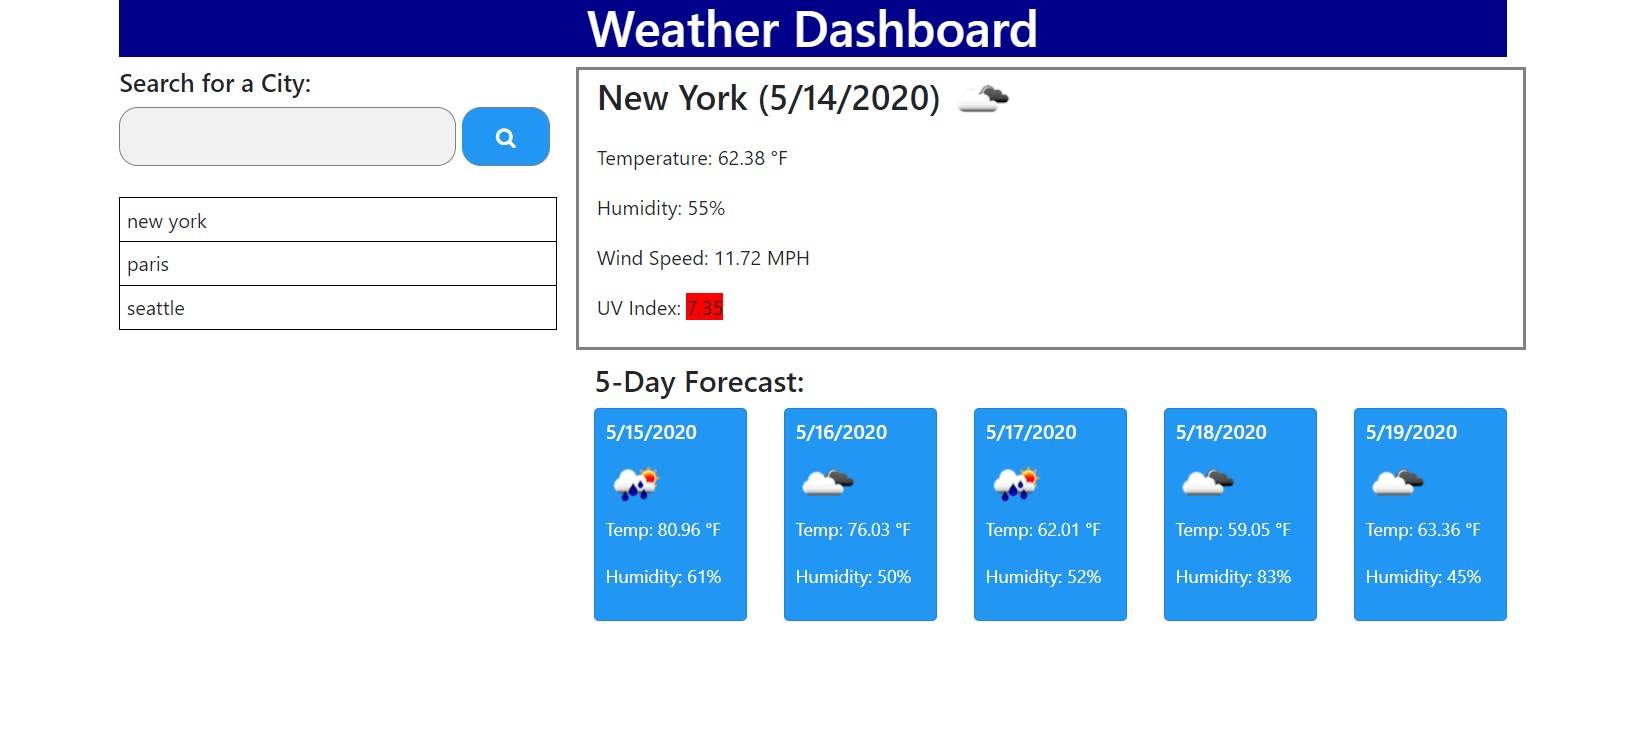 Weather Dashboard
Search for a City:
new york
paris
seattle
New York (5/14/2020)
Temperature: 62.38 °F
Humidity: 55%
Wind Speed: 11.72 MPH
UV Index: 7.35
5-Day Forecast:
5/15/2020
Temp: 80.96 °F
Humidity: 61%
5/16/2020
Temp: 76.03 °F
Humidity: 50%
5/17/2020
Temp: 62.01 °F
Humidity: 52%
5/18/2020
Temp: 59.05 °F
Humidity: 83%
5/19/2020
Temp: 63.36 °F
Humidity: 45%